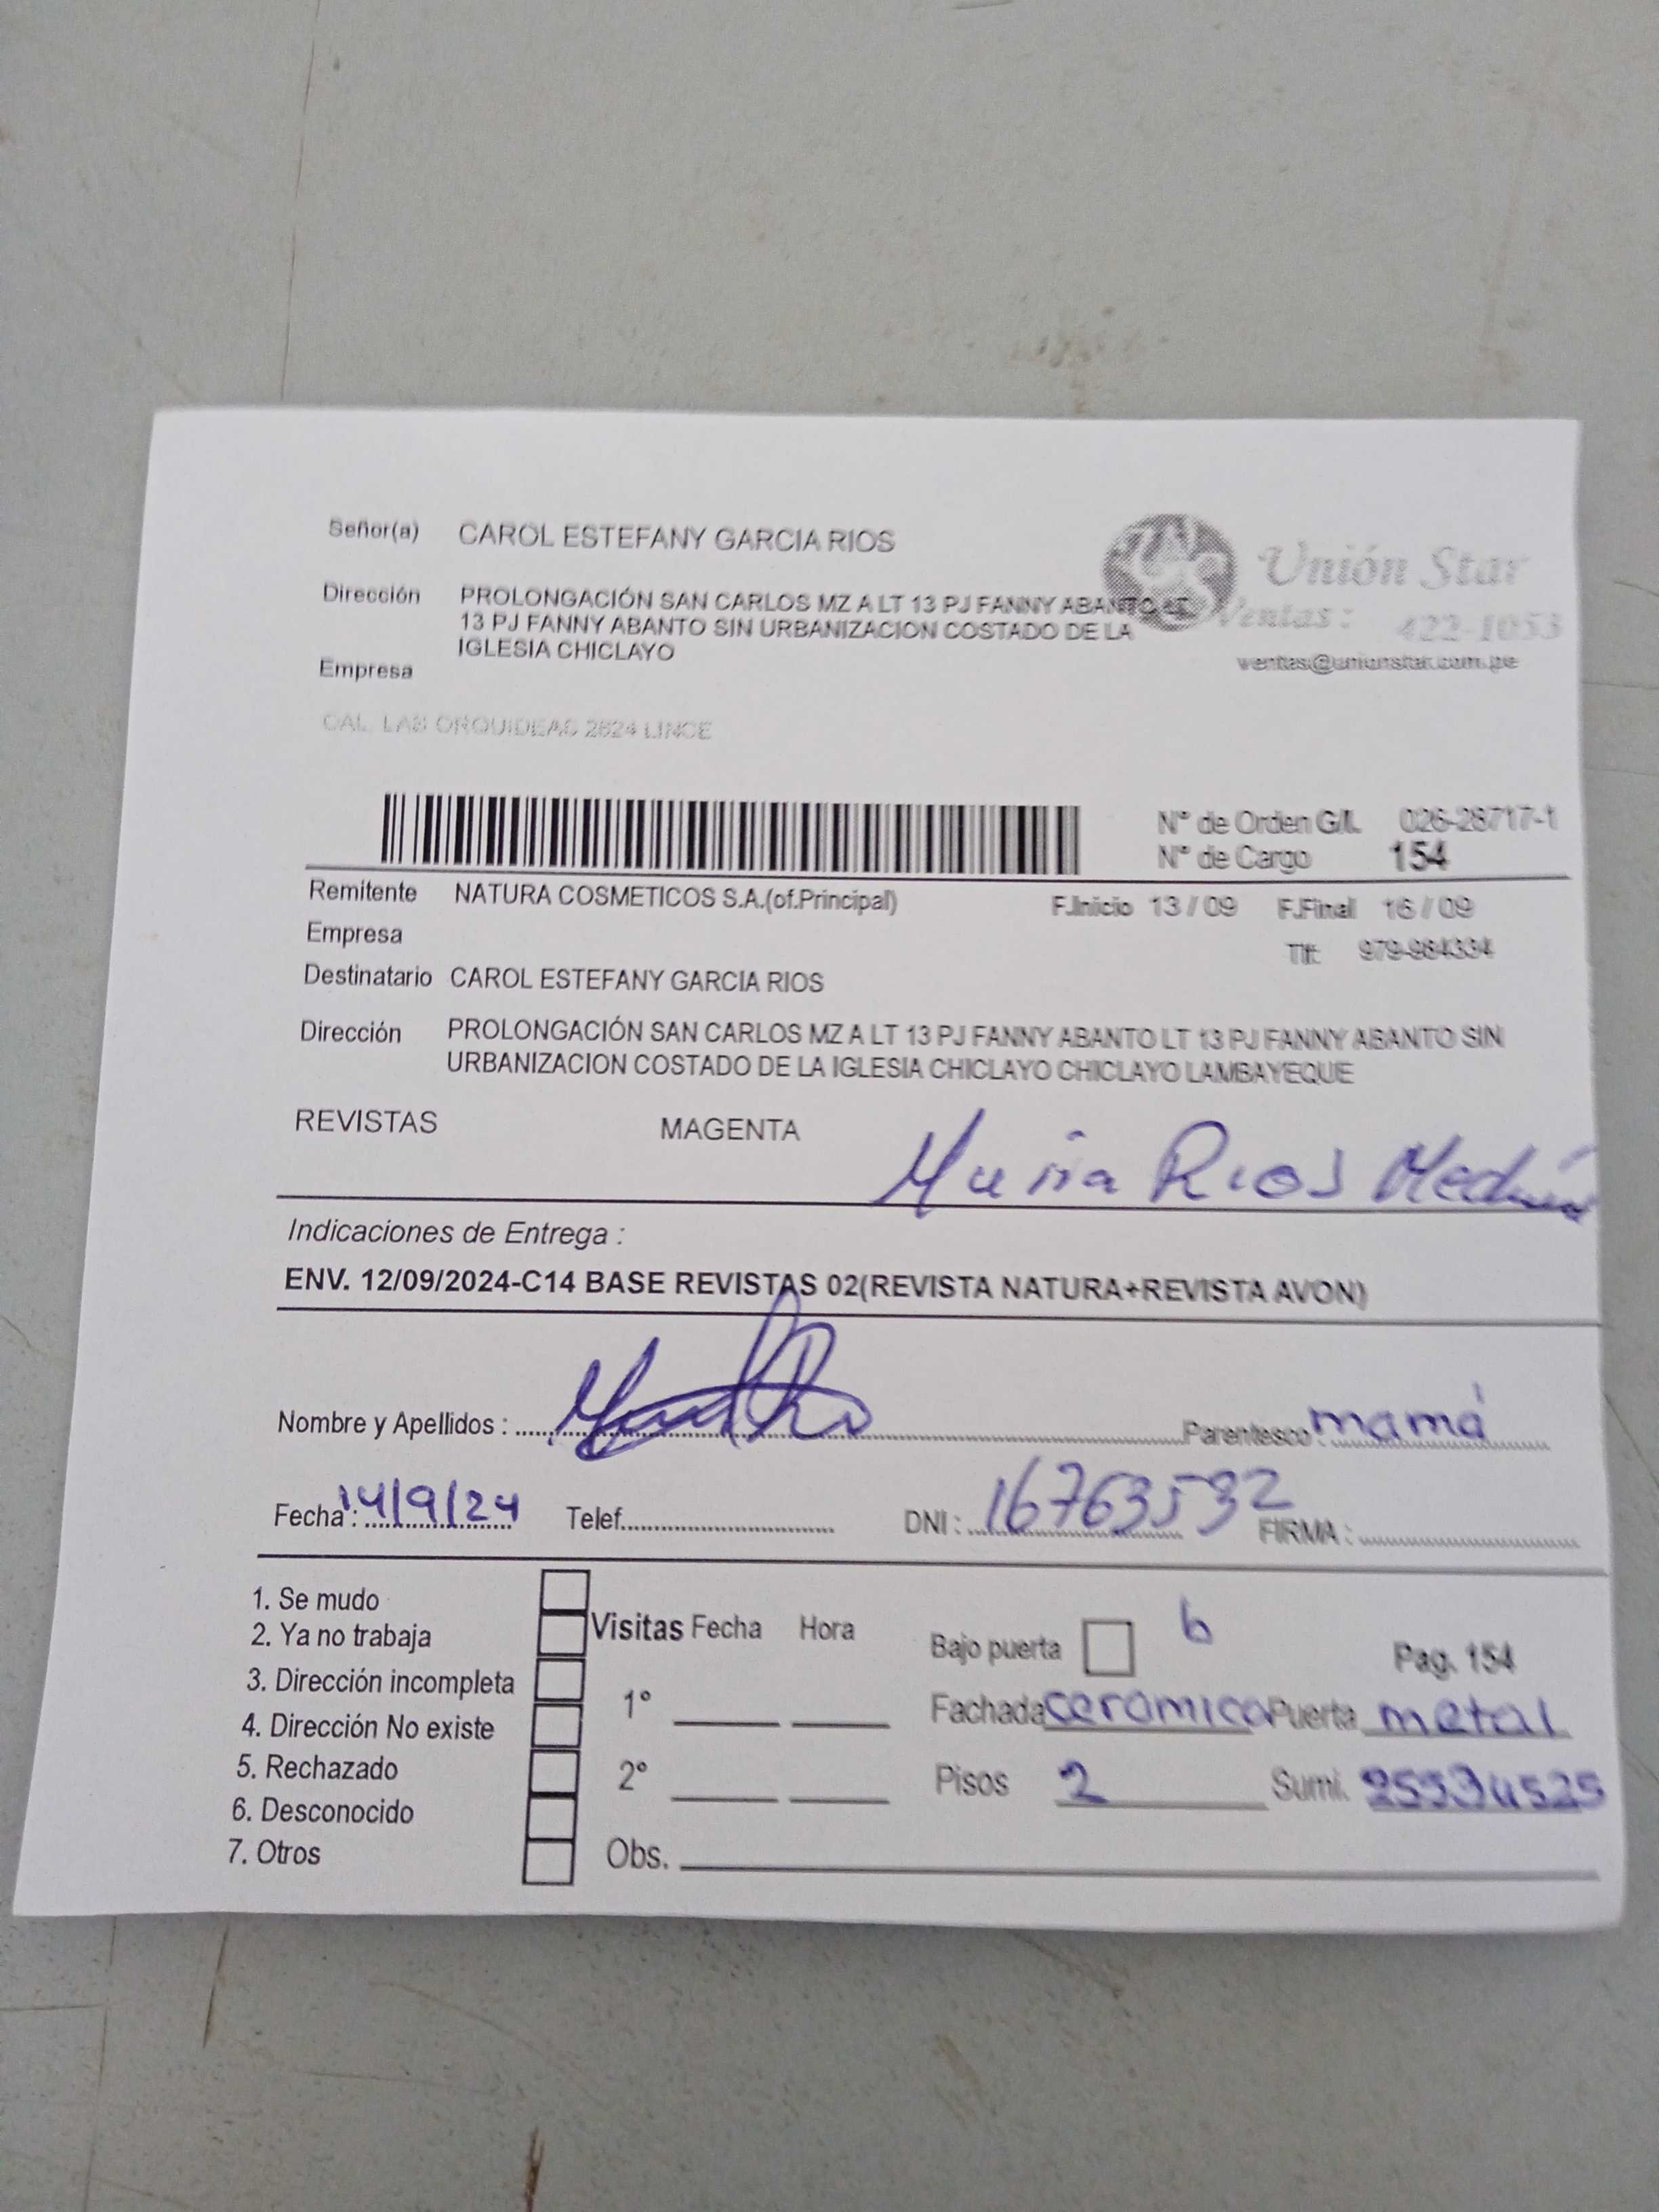 Señor(a) CAROL ESTEFANY GARCIA RIOS
Unión Star
Dirección PROLONGACIÓN SAN CARLOS MZ A LT 13 PJ FANNY ABANTO LT
13 PJ FANNY ABANTO SIN URBANIZACION COSTADO DE LA
IGLESIA CHICLAYO
Ventas: 422-1053
ventas@unionstar.com.pe
Empresa
CAL. LAS ORQUIDEAS 2624 LINCE
N° de Orden G/I. 026-28717-1
N° de Cargo 154
Remitente NATURA COSMETICOS S.A.(of.Principal) F.Inicio 13 / 09 F.Final 16 / 09
Empresa Tlf: 979-984334
Destinatario CAROL ESTEFANY GARCIA RIOS
Dirección PROLONGACIÓN SAN CARLOS MZ A LT 13 PJ FANNY ABANTO LT 13 PJ FANNY ABANTO SIN
URBANIZACION COSTADO DE LA IGLESIA CHICLAYO CHICLAYO LAMBAYEQUE
REVISTAS MAGENTA
Rios
Indicaciones de Entrega :
ENV. 12/09/2024-C14 BASE REVISTAS 02(REVISTA NATURA+REVISTA AVON)
Nombre y Apellidos : Parentesco : mamá
Fecha : 14/9/24 Telef. DNI : 16763532 FIRMA :
1. Se mudo
2. Ya no trabaja
3. Dirección incompleta
4. Dirección No existe
5. Rechazado
6. Desconocido
7. Otros
Visitas Fecha Hora
1°
2°
Obs.
Bajo puerta 6 Pag. 154
Fachada ceramica Puerta metal
Pisos 2 Sumi. 25534525